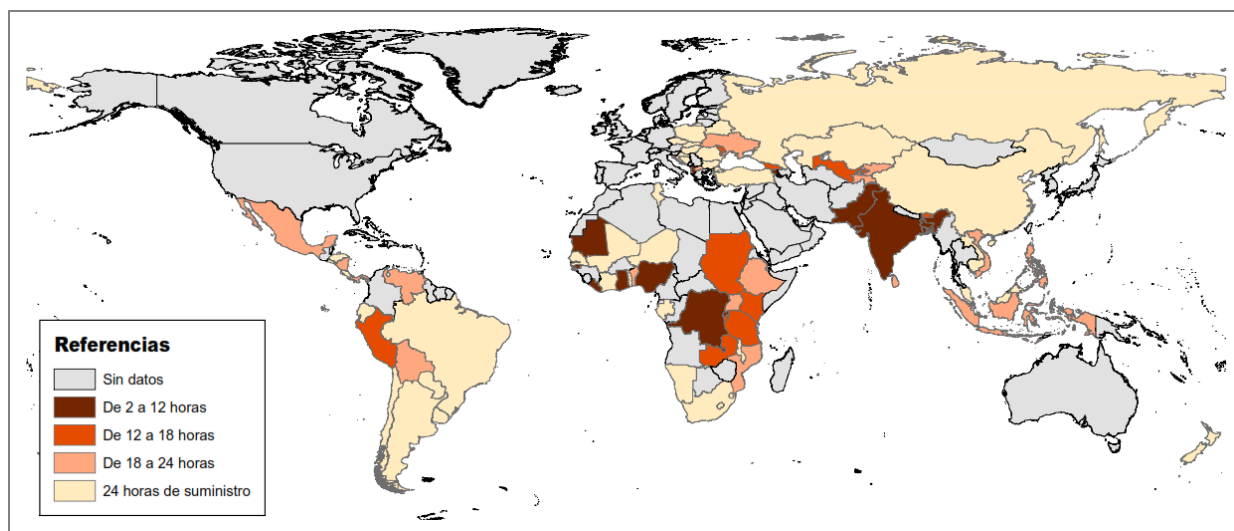 Referencias
Sin datos
De 2 a 12 horas
De 12 a 18 horas
De 18 a 24 horas
24 horas de suministro